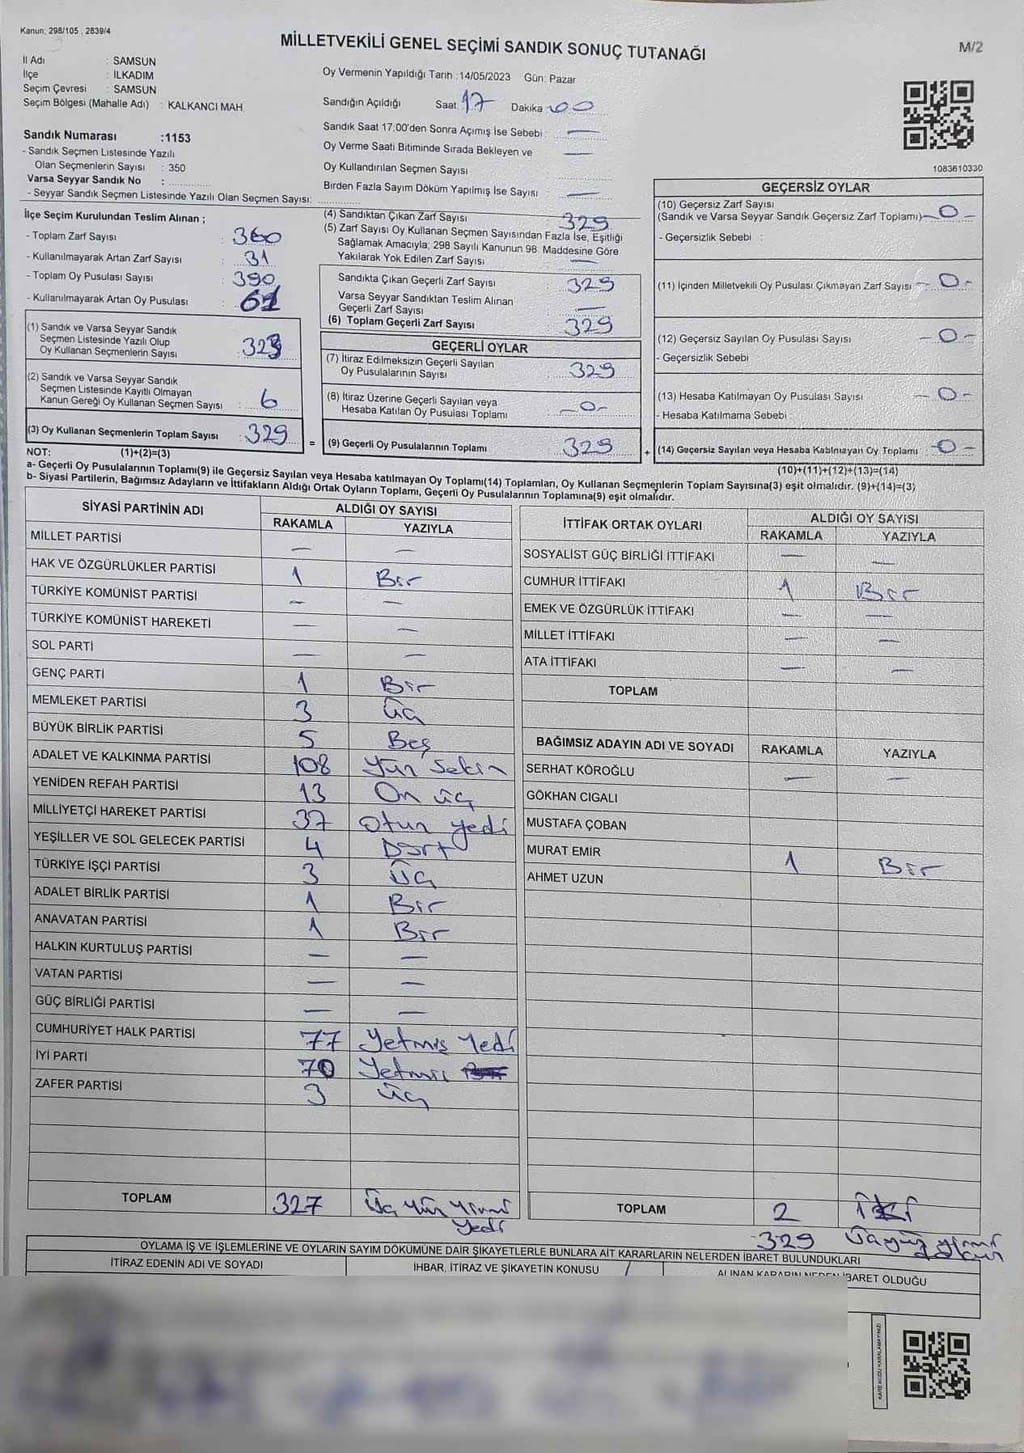 Kanun; 298/105 , 2839/4
MİLLETVEKİLİ GENEL SEÇİMİ SANDIK SONUÇ TUTANAĞI
M/2
İl Adı : SAMSUN
İlçe : İLKADIM
Seçim Çevresi : SAMSUN
Seçim Bölgesi (Mahalle Adı) : KALKANCI MAH.
Sandık Numarası :1153
- Sandık Seçmen Listesinde Yazılı
Olan Seçmenlerin Sayısı : 350
Varsa Seyyar Sandık No :
- Seyyar Sandık Seçmen Listesinde Yazılı Olan Seçmen Sayısı:
Oy Vermenin Yapıldığı Tarih :14/05/2023 Gün: Pazar
Sandığın Açıldığı Saat 17 Dakika 00
Sandık Saat 17:00'den Sonra Açımış İse Sebebi : —
Oy Verme Saati Bitiminde Sırada Bekleyen ve —
Oy Kullandırılan Seçmen Sayısı
Birden Fazla Sayım Döküm Yapılmış İse Sayısı : —
1083610330
İlçe Seçim Kurulundan Teslim Alınan ;
- Toplam Zarf Sayısı : 360
- Kullanılmayarak Artan Zarf Sayısı : 31
- Toplam Oy Pusulası Sayısı : 390
- Kullanılmayarak Artan Oy Pusulası : 61
(1) Sandık ve Varsa Seyyar Sandık
Seçmen Listesinde Yazılı Olup
Oy Kullanan Seçmenlerin Sayısı : 323
(2) Sandık ve Varsa Seyyar Sandık
Seçmen Listesinde Kayıtlı Olmayan
Kanun Gereği Oy Kullanan Seçmen Sayısı : 6
(3) Oy Kullanan Seçmenlerin Toplam Sayısı : 329
(4) Sandıktan Çıkan Zarf Sayısı : 329
(5) Zarf Sayısı Oy Kullanan Seçmen Sayısından Fazla İse, Eşitliği
Sağlamak Amacıyla; 298 Sayılı Kanunun 98. Maddesine Göre
Yakılarak Yok Edilen Zarf Sayısı : —
Sandıkta Çıkan Geçerli Zarf Sayısı : 329
Varsa Seyyar Sandıktan Teslim Alınan
Geçerli Zarf Sayısı : —
(6) Toplam Geçerli Zarf Sayısı : 329
GEÇERLİ OYLAR
(7) İtiraz Edilmeksizin Geçerli Sayılan
Oy Pusulalarının Sayısı : 329
(8) İtiraz Üzerine Geçerli Sayılan veya
Hesaba Katılan Oy Pusulası Toplamı : —0—
= (9) Geçerli Oy Pusulalarının Toplamı : 329
GEÇERSİZ OYLAR
(10) Geçersiz Zarf Sayısı
(Sandık ve Varsa Seyyar Sandık Geçersiz Zarf Toplamı) —0—
- Geçersizlik Sebebi :
(11) İçinden Milletvekili Oy Pusulası Çıkmayan Zarf Sayısı —0—
(12) Geçersiz Sayılan Oy Pusulası Sayısı —0—
- Geçersizlik Sebebi
(13) Hesaba Katılmayan Oy Pusulası Sayısı —0—
- Hesaba Katılmama Sebebi :
+ (14) Geçersiz Sayılan veya Hesaba Katılmayan Oy Toplamı —0—
NOT: (1)+(2)=(3)
(10)+(11)+(12)+(13)=(14)
a- Geçerli Oy Pusulalarının Toplamı(9) ile Geçersiz Sayılan veya Hesaba katılmayan Oy Toplamı(14) Toplamları, Oy Kullanan Seçmenlerin Toplam Sayısına(3) eşit olmalıdır. (9)+(14)=(3)
b- Siyasi Partilerin, Bağımsız Adayların ve İttifakların Aldığı Ortak Oyların Toplamı, Geçerli Oy Pusulalarının Toplamına(9) eşit olmalıdır.
SİYASİ PARTİNİN ADI ALDIĞI OY SAYISI
RAKAMLA YAZIYLA
MİLLET PARTİSİ — —
HAK VE ÖZGÜRLÜKLER PARTİSİ 1 Bir
TÜRKİYE KOMÜNİST PARTİSİ — —
TÜRKİYE KOMÜNİST HAREKETİ — —
SOL PARTİ — —
GENÇ PARTİ 1 Bir
MEMLEKET PARTİSİ 3 Üç
BÜYÜK BİRLİK PARTİSİ 5 Beş
ADALET VE KALKINMA PARTİSİ 108 Yüz Sekiz
YENİDEN REFAH PARTİSİ 13 On üç
MİLLİYETÇİ HAREKET PARTİSİ 37 Otuz yedi
YEŞİLLER VE SOL GELECEK PARTİSİ 4 Dört
TÜRKİYE İŞÇİ PARTİSİ 3 Üç
ADALET BİRLİK PARTİSİ 1 Bir
ANAVATAN PARTİSİ 1 Bir
HALKIN KURTULUŞ PARTİSİ — —
VATAN PARTİSİ — —
GÜÇ BİRLİĞİ PARTİSİ — —
CUMHURİYET HALK PARTİSİ 77 Yetmiş Yedi
İYİ PARTİ 70 Yetmiş
ZAFER PARTİSİ 3 Üç
TOPLAM 327 Üç yüz yirmi
yedi
İTTİFAK ORTAK OYLARI ALDIĞI OY SAYISI
RAKAMLA YAZIYLA
SOSYALİST GÜÇ BİRLİĞİ İTTİFAKI — —
CUMHUR İTTİFAKI 1 Bir
EMEK VE ÖZGÜRLÜK İTTİFAKI — —
MİLLET İTTİFAKI — —
ATA İTTİFAKI — —
TOPLAM
BAĞIMSIZ ADAYIN ADI VE SOYADI RAKAMLA YAZIYLA
SERHAT KÖROĞLU — —
GÖKHAN CIGALI
MUSTAFA ÇOBAN
MURAT EMİR 1 Bir
AHMET UZUN
TOPLAM 2 İki
329 Üçyüz yirmi
OYLAMA İŞ VE İŞLEMLERİNE VE OYLARIN SAYIM DÖKÜMÜNE DAİR ŞİKAYETLERLE BUNLARA AİT KARARLARIN NELERDEN İBARET BULUNDUKLARI
İTİRAZ EDENİN ADI VE SOYADI
İHBAR, İTİRAZ VE ŞİKAYETİN KONUSU
ALINAN KARARIN NEDEN İBARET OLDUĞU
KARE KODU KARALAMAYINIZ!